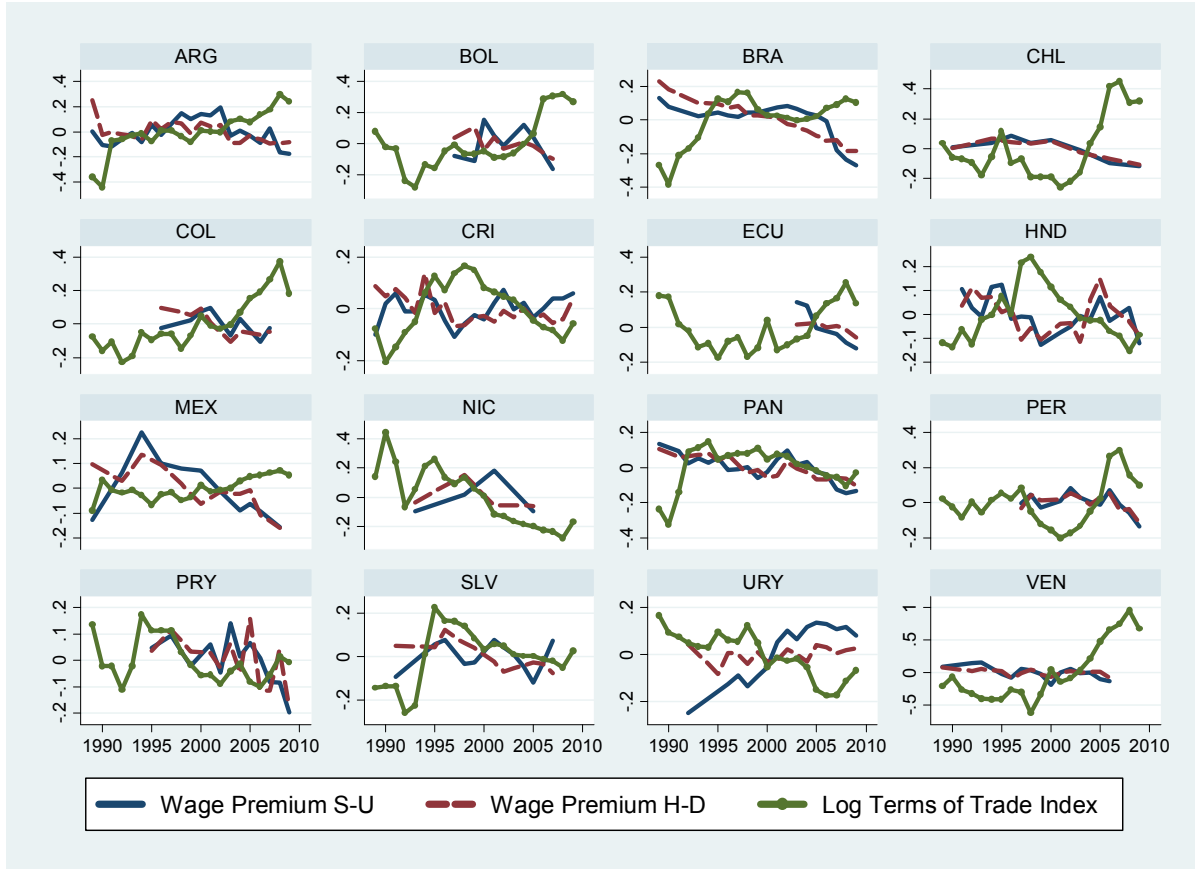 ARG BOL BRA CHL
.4 .2 0 -.2 -.4
.4 .2 0 -.2
.2 0 -.2 -.4
.4 .2 0 -.2
COL CRI ECU HND
.4 .2 0 -.2
.2 0 -.2
.4 .2 0 -.2
.2 .1 0 -.1 -.2
MEX NIC PAN PER
.2 .1 0 -.1 -.2
.4 .2 0 -.2
.2 0 -.2 -.4
.4 .2 0 -.2
PRY SLV URY VEN
.2 .1 0 -.1 -.2
.2 0 -.2
.2 0 -.2
1 .5 0 -.5
1990 1995 2000 2005 2010 1990 1995 2000 2005 2010 1990 1995 2000 2005 2010 1990 1995 2000 2005 2010
Wage Premium S-U Wage Premium H-D Log Terms of Trade Index